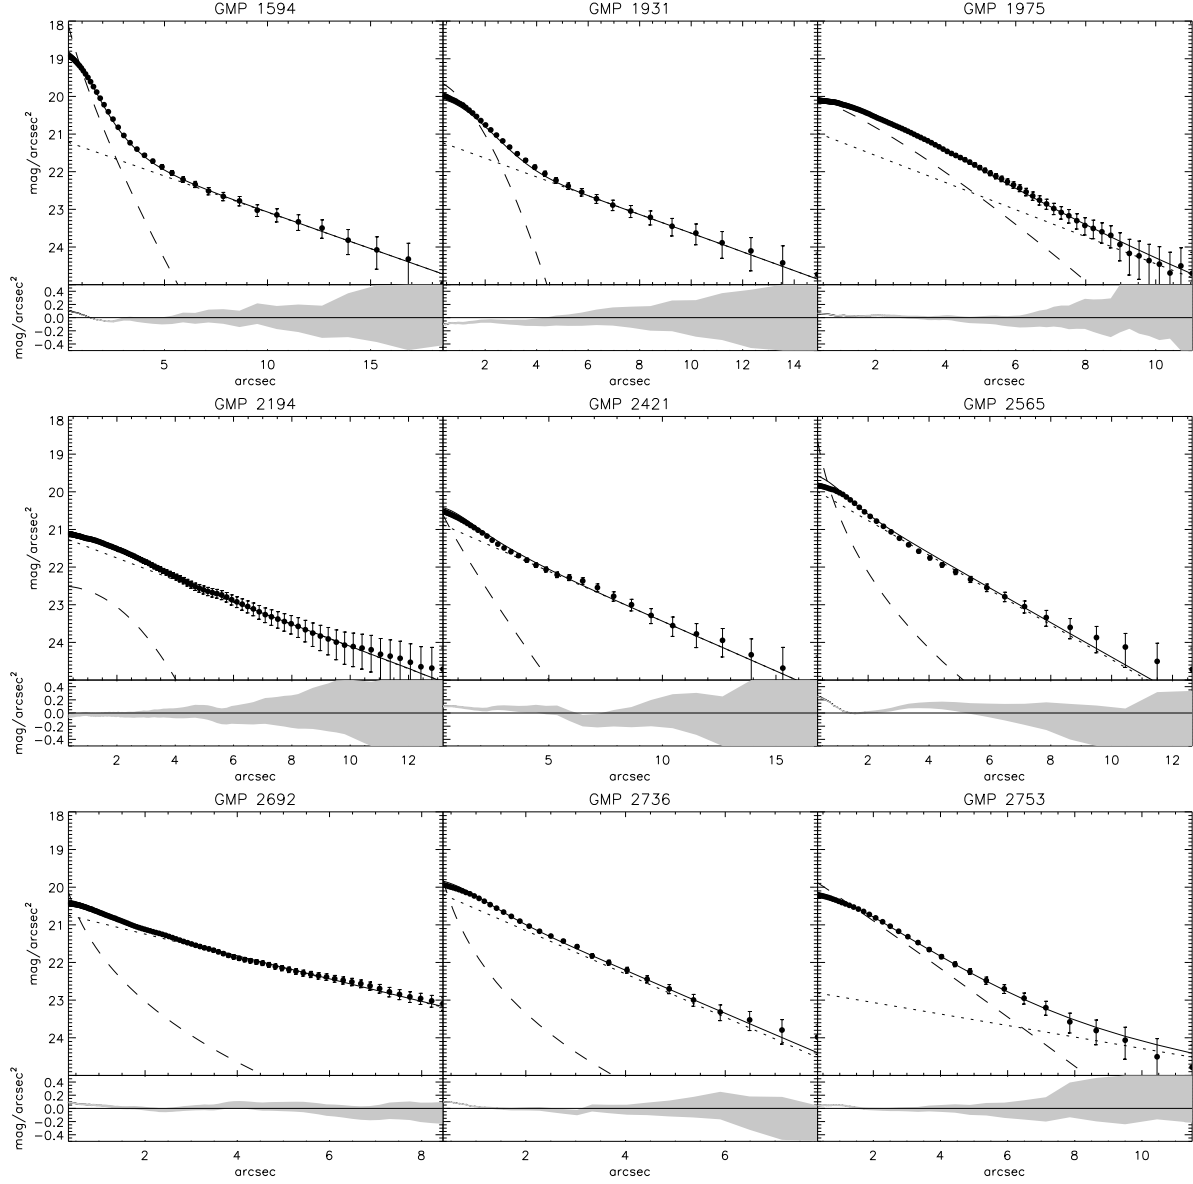 GMP 1594 GMP 1931 GMP 1975
18
19
20
21
22
23
24
mag/arcsec²
0.4
0.2
0.0
−0.2
−0.4
mag/arcsec²
5 10 15 2 4 6 8 10 12 14 2 4 6 8 10
arcsec arcsec arcsec
GMP 2194 GMP 2421 GMP 2565
18
19
20
21
22
23
24
mag/arcsec²
0.4
0.2
0.0
−0.2
−0.4
mag/arcsec²
2 4 6 8 10 12 5 10 15 2 4 6 8 10 12
arcsec arcsec arcsec
GMP 2692 GMP 2736 GMP 2753
18
19
20
21
22
23
24
mag/arcsec²
0.4
0.2
0.0
−0.2
−0.4
mag/arcsec²
2 4 6 8 2 4 6 2 4 6 8 10
arcsec arcsec arcsec